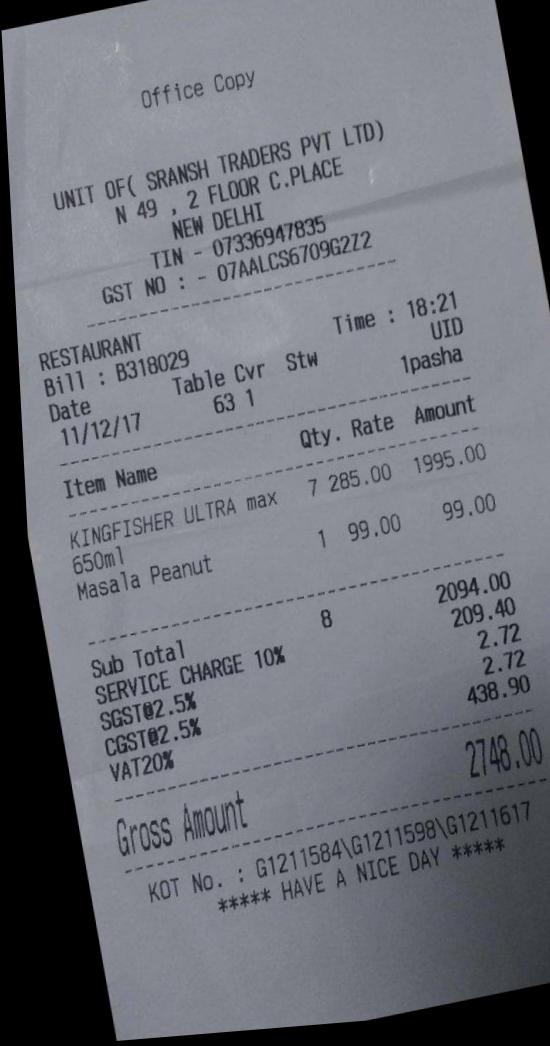 Office Copy
UNIT OF( SRANSH TRADERS PVT LTD)
N 49 , 2 FLOOR C.PLACE
NEW DELHI
TIN - 07336947835
GST NO : - 07AALCS6709G2Z2
RESTAURANT
Bill : B318029 Time : 18:21
Date Table Cvr Stw UID
11/12/17 63 1 1pasha
Item Name Qty. Rate Amount
KINGFISHER ULTRA max 7 285.00 1995.00
650ml
Masala Peanut 1 99.00 99.00
Sub Total 8 2094.00
SERVICE CHARGE 10% 209.40
SGST@2.5% 2.72
CGST@2.5% 2.72
VAT20% 438.90
Gross Amount 2748.00
KOT No. : G1211584\G1211598\G1211617
***** HAVE A NICE DAY *****